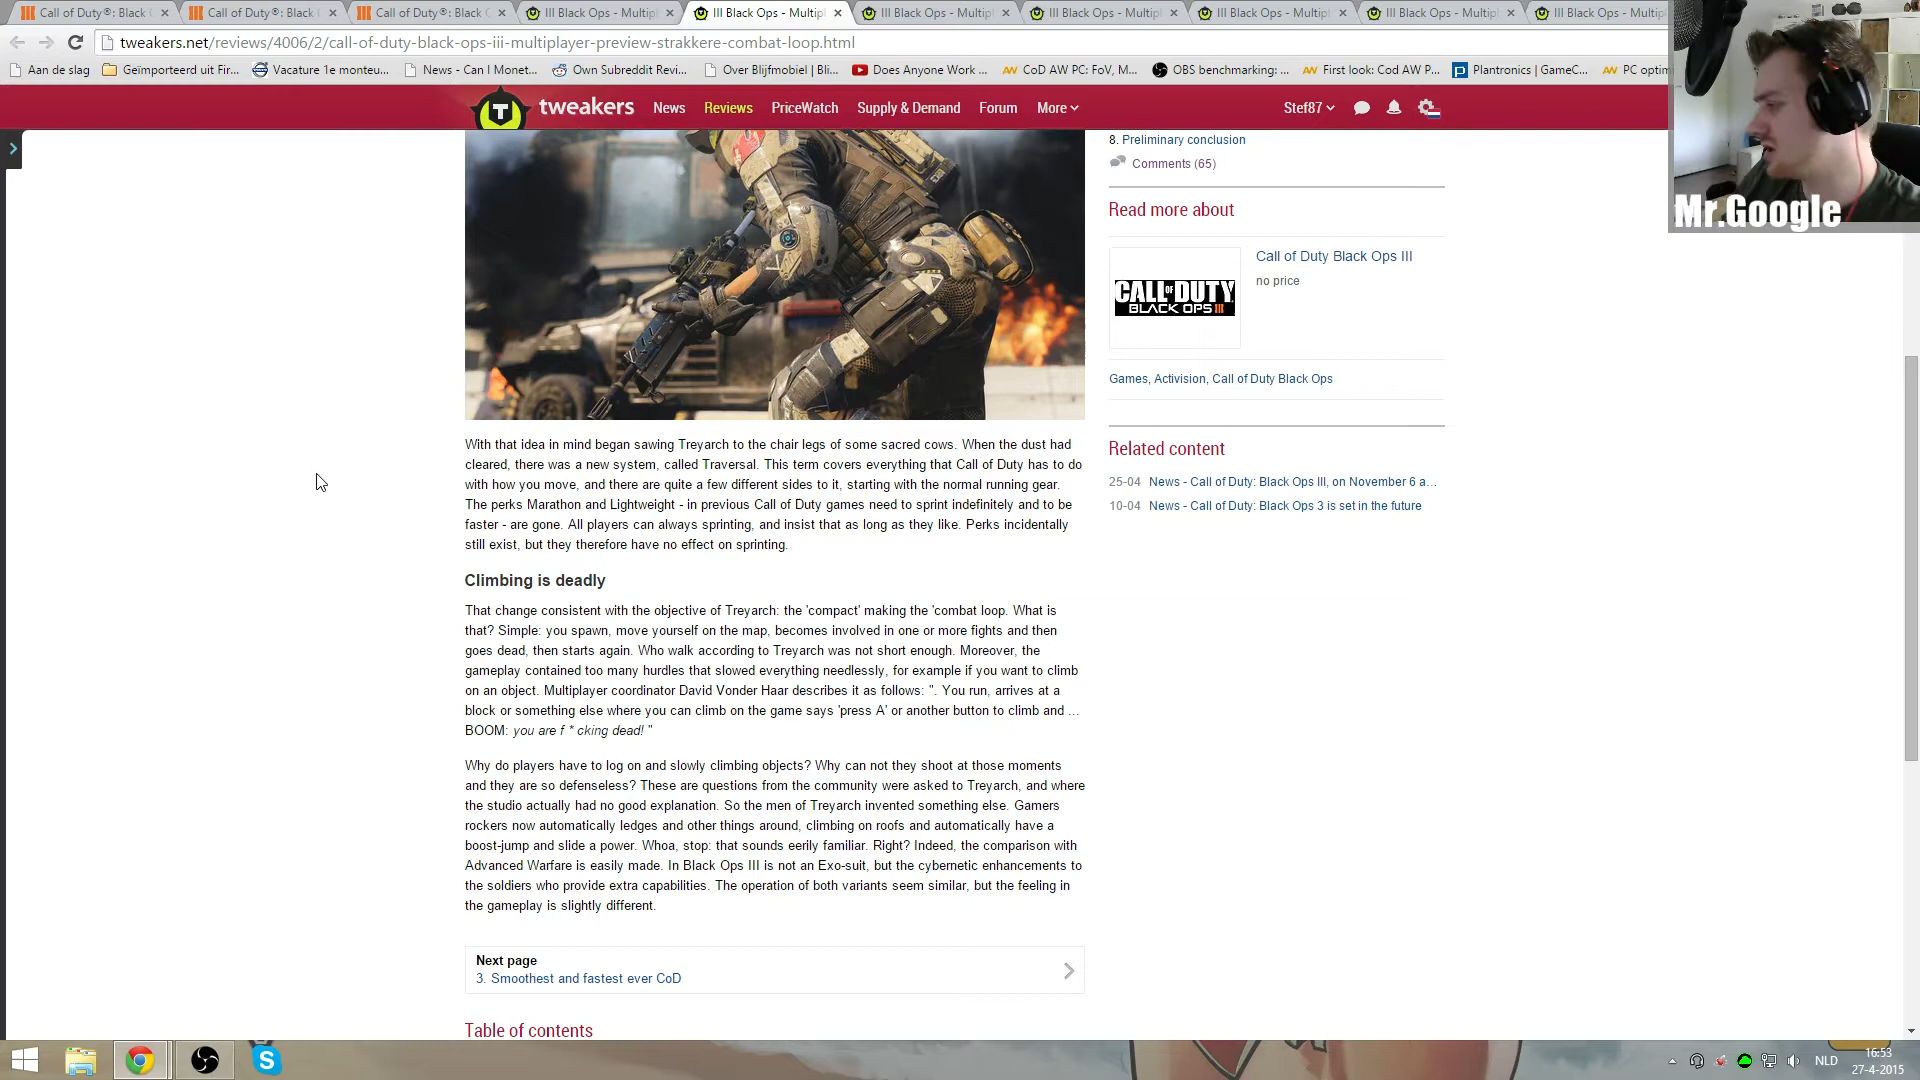 Call of Duty®: Black Call of Duty®: Black Call of Duty®: Black III Black Ops - Multipl III Black Ops - Multipl III Black Ops - Multipl III Black Ops - Multipl III Black Ops - Multipl III Black Ops - Multipl III Black Ops - Multipl
tweakers.net/reviews/4006/2/call-of-duty-black-ops-iii-multiplayer-preview-strakkere-combat-loop.html
Aan de slag Geïmporteerd uit Fir... Vacature 1e monteu... News - Can I Monet... Own Subreddit Revi... Over Blijfmobiel | Bli... Does Anyone Work ... CoD AW PC: FoV, M... OBS benchmarking: ... First look: Cod AW P... Plantronics | GameC... PC optim
tweakers News Reviews PriceWatch Supply & Demand Forum More Stef87
8. Preliminary conclusion
Comments (65)
Mr.Google
Read more about
Call of Duty Black Ops III
no price
CALL OF DUTY
BLACK OPS III
Games, Activision, Call of Duty Black Ops
Related content
25-04 News - Call of Duty: Black Ops III, on November 6 a...
10-04 News - Call of Duty: Black Ops 3 is set in the future
With that idea in mind began sawing Treyarch to the chair legs of some sacred cows. When the dust had
cleared, there was a new system, called Traversal. This term covers everything that Call of Duty has to do
with how you move, and there are quite a few different sides to it, starting with the normal running gear.
The perks Marathon and Lightweight - in previous Call of Duty games need to sprint indefinitely and to be
faster - are gone. All players can always sprinting, and insist that as long as they like. Perks incidentally
still exist, but they therefore have no effect on sprinting.
Climbing is deadly
That change consistent with the objective of Treyarch: the 'compact' making the 'combat loop. What is
that? Simple: you spawn, move yourself on the map, becomes involved in one or more fights and then
goes dead, then starts again. Who walk according to Treyarch was not short enough. Moreover, the
gameplay contained too many hurdles that slowed everything needlessly, for example if you want to climb
on an object. Multiplayer coordinator David Vonder Haar describes it as follows: ". You run, arrives at a
block or something else where you can climb on the game says 'press A' or another button to climb and ...
BOOM: you are f * cking dead! "
Why do players have to log on and slowly climbing objects? Why can not they shoot at those moments
and they are so defenseless? These are questions from the community were asked to Treyarch, and where
the studio actually had no good explanation. So the men of Treyarch invented something else. Gamers
rockers now automatically ledges and other things around, climbing on roofs and automatically have a
boost-jump and slide a power. Whoa, stop: that sounds eerily familiar. Right? Indeed, the comparison with
Advanced Warfare is easily made. In Black Ops III is not an Exo-suit, but the cybernetic enhancements to
the soldiers who provide extra capabilities. The operation of both variants seem similar, but the feeling in
the gameplay is slightly different.
Next page
3. Smoothest and fastest ever CoD
Table of contents
NLD
16:53
27-4-2015